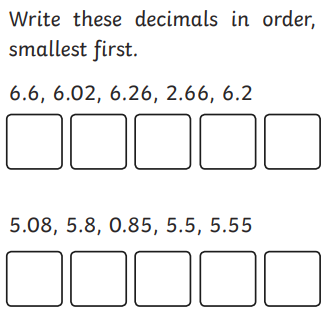 Write these decimals in order,
smallest first.
6.6, 6.02, 6.26, 2.66, 6.2
5.08, 5.8, 0.85, 5.5, 5.55